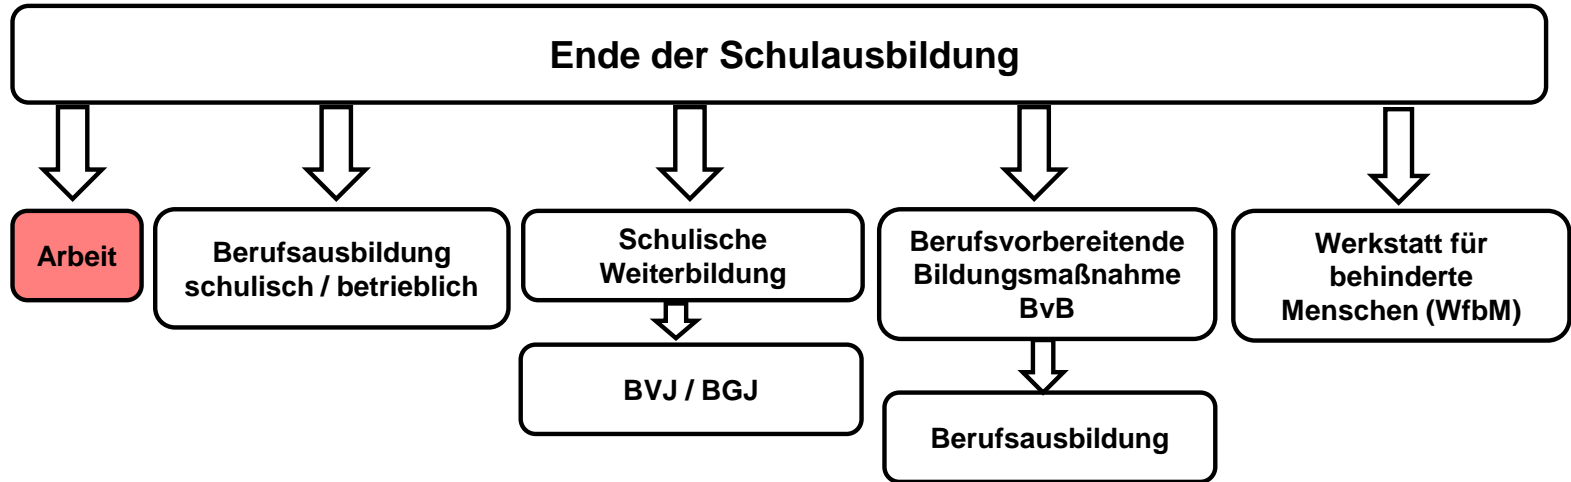 Ende der Schulausbildung
Arbeit
Berufsausbildung
schulisch / betrieblich
Schulische
Weiterbildung
Berufsvorbereitende
Bildungsmaßnahme
BvB
Werkstatt für
behinderte
Menschen (WfbM)
BVJ / BGJ
Berufsausbildung